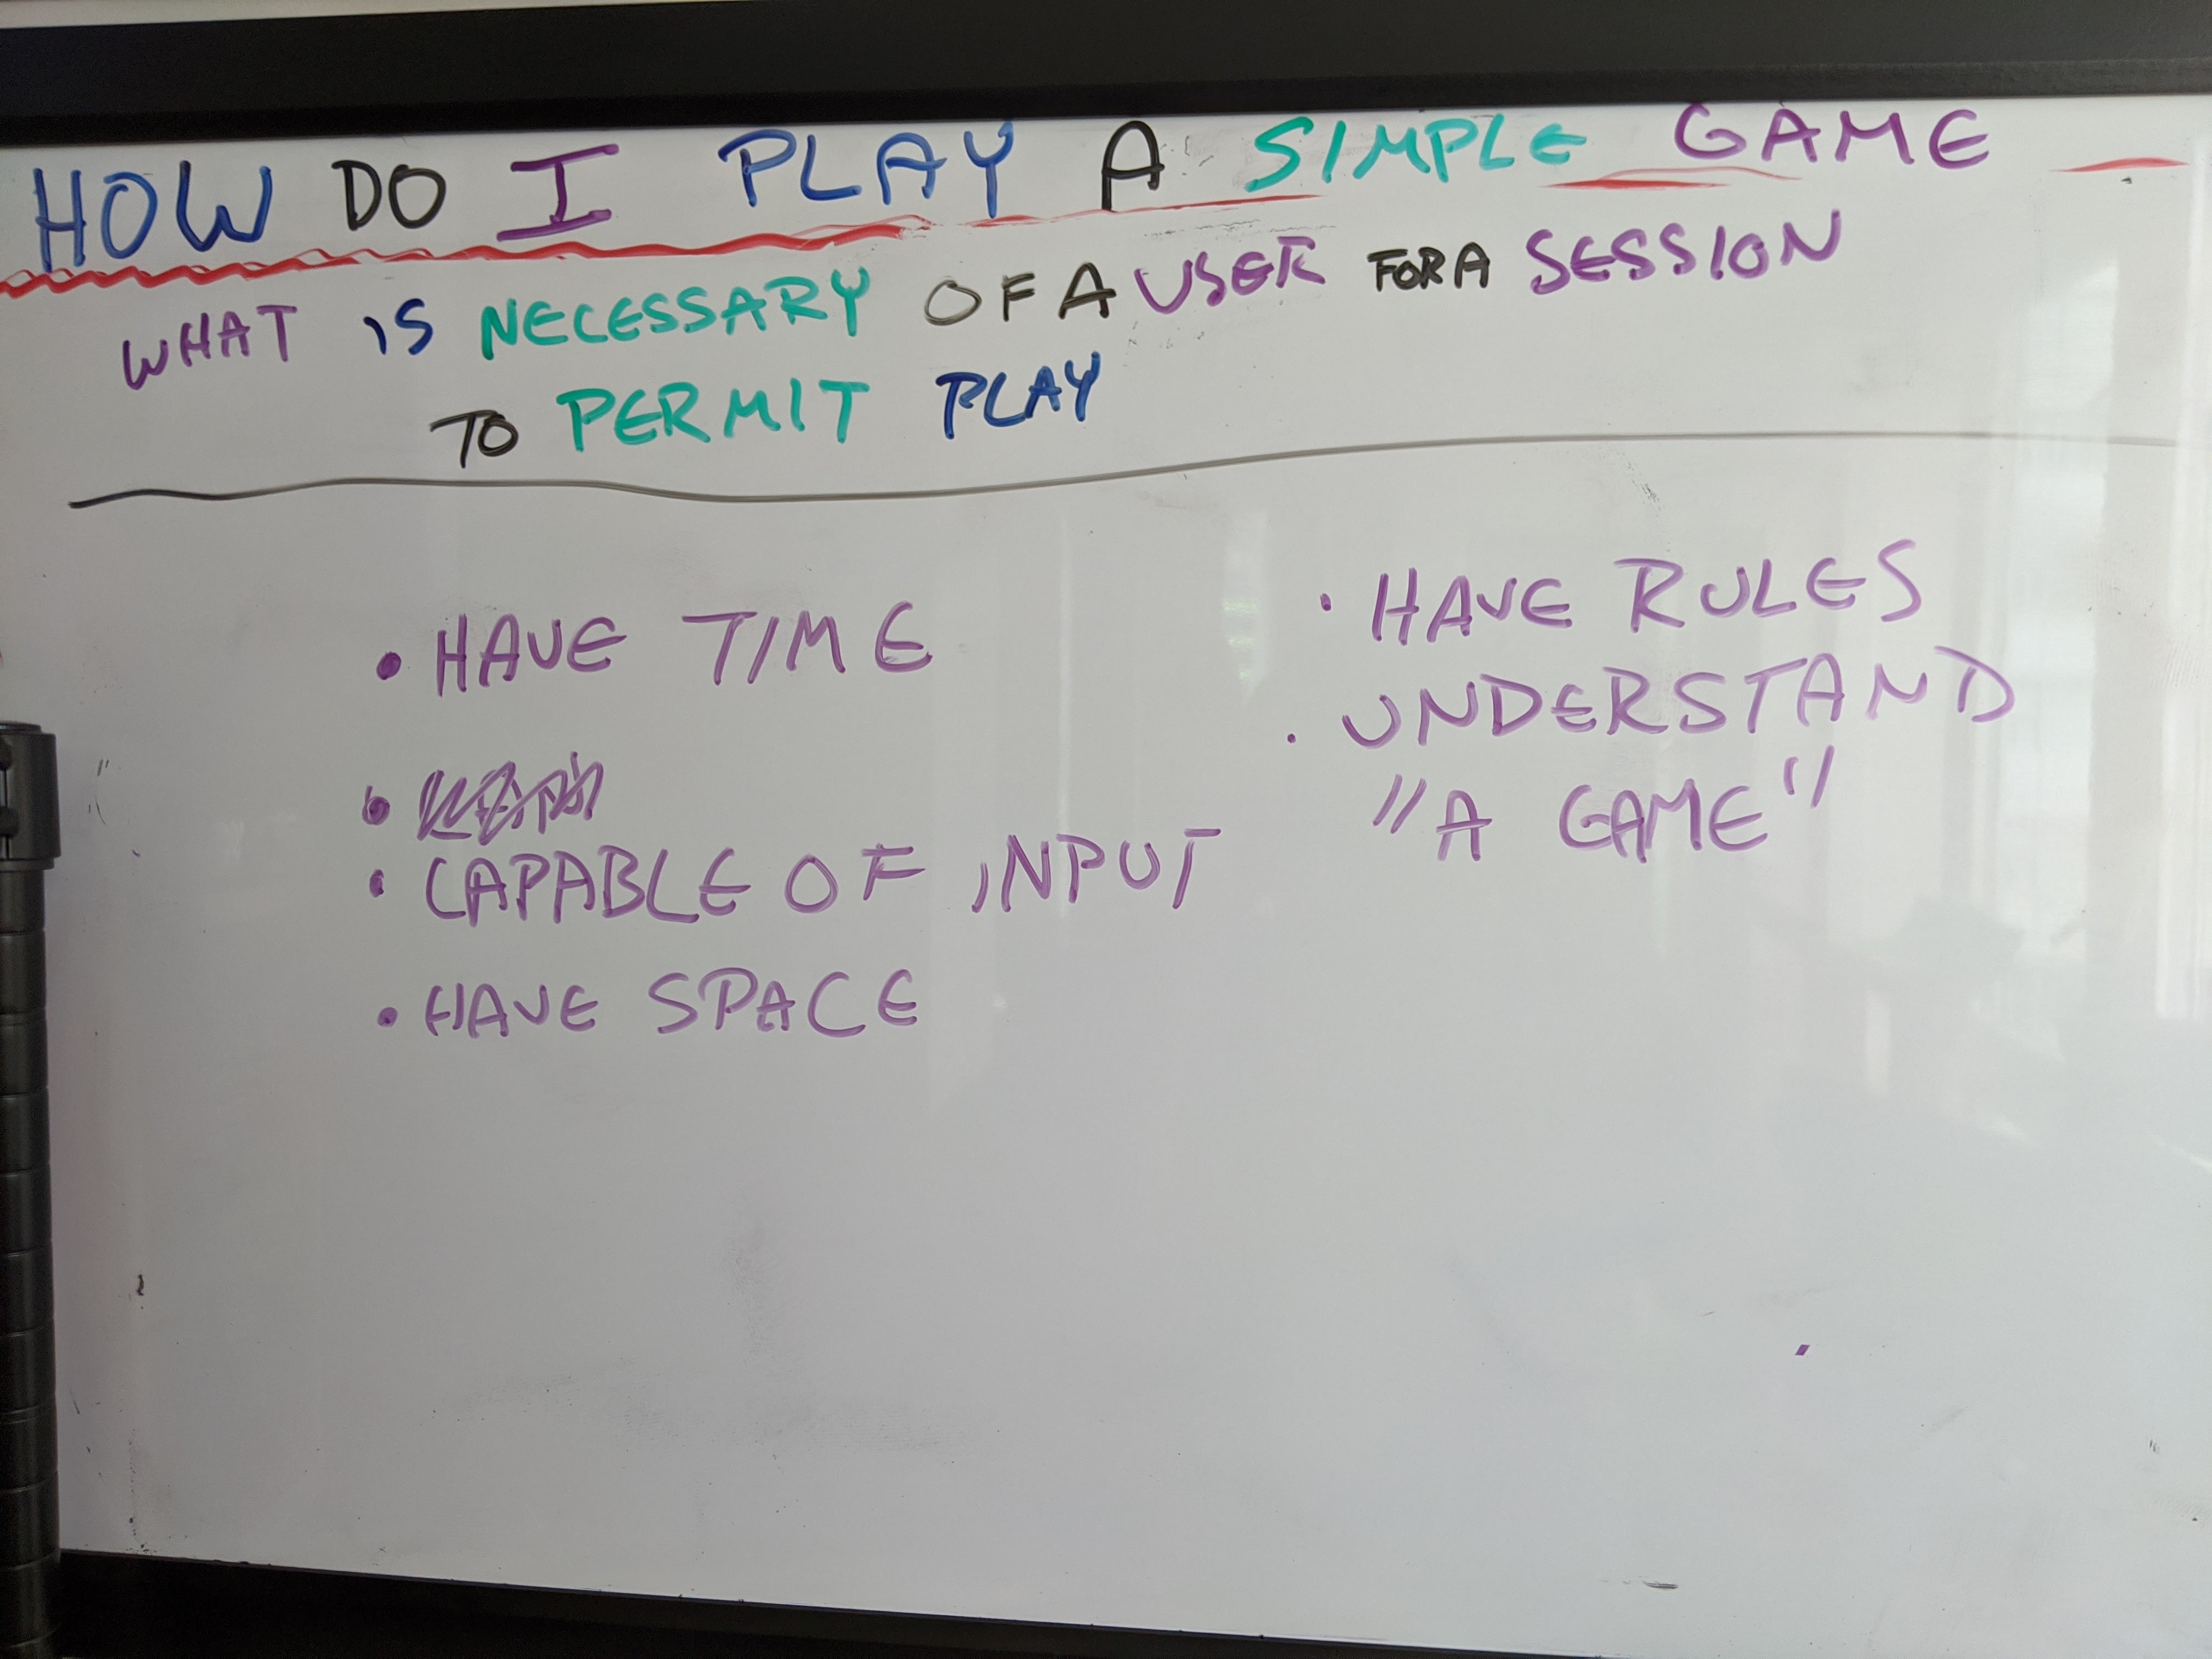 HOW DO I PLAY A SIMPLE GAME
WHAT IS NECESSARY OF A USER FOR A SESSION
TO PERMIT PLAY
• HAVE TIME
•
• CAPABLE OF INPUT
• HAVE SPACE
• HAVE RULES
• UNDERSTAND
"A GAME"